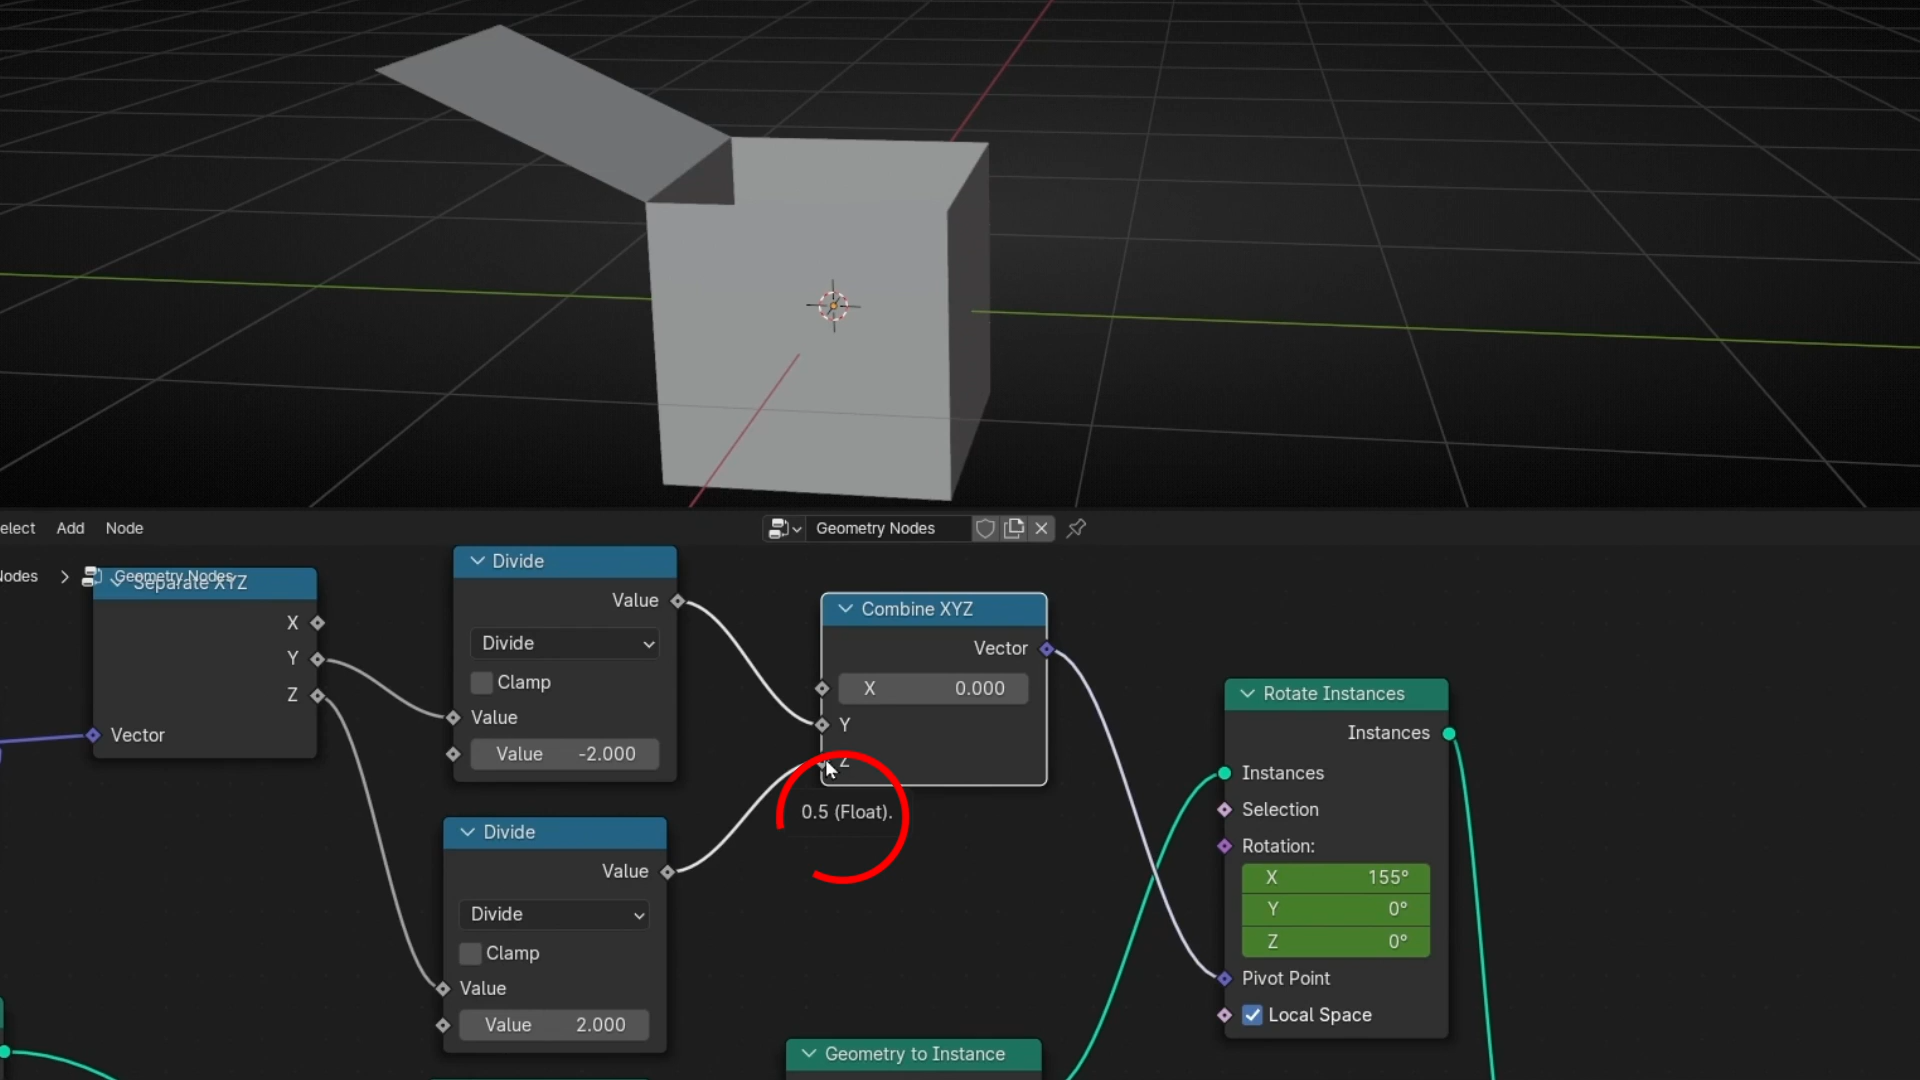 elect Add Node
Geometry Nodes
Nodes > Geometry Nodes
Separate XYZ
X
Y
Z
Vector
Divide
Value
Divide
Clamp
Value
Value -2.000
Divide
Value
Divide
Clamp
Value
Value 2.000
Combine XYZ
Vector
X 0.000
Y
Z
0.5 (Float).
Rotate Instances
Instances
Instances
Selection
Rotation:
X 155°
Y 0°
Z 0°
Pivot Point
Local Space
Geometry to Instance